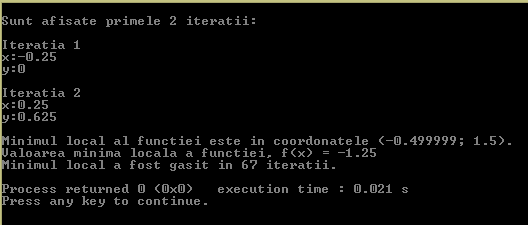 Sunt afisate primele 2 iteratii:
Iteratia 1
x:-0.25
y:0
Iteratia 2
x:0.25
y:0.625
Minimul local al functiei este in coordonatele (-0.499999; 1.5).
Valoarea minima locala a functiei, f(x) = -1.25
Minimul local a fost gasit in 67 iteratii.
Process returned 0 (0x0)   execution time : 0.021 s
Press any key to continue.